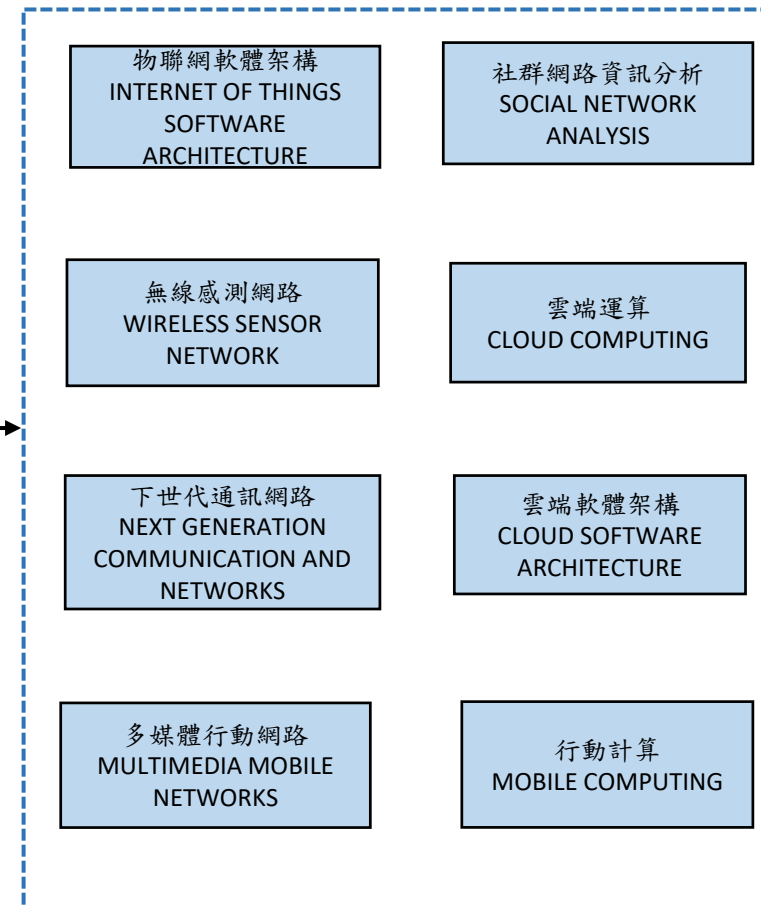 物聯網軟體架構
INTERNET OF THINGS
SOFTWARE
ARCHITECTURE
社群網路資訊分析
SOCIAL NETWORK
ANALYSIS
無線感測網路
WIRELESS SENSOR
NETWORK
雲端運算
CLOUD COMPUTING
下世代通訊網路
NEXT GENERATION
COMMUNICATION AND
NETWORKS
雲端軟體架構
CLOUD SOFTWARE
ARCHITECTURE
多媒體行動網路
MULTIMEDIA MOBILE
NETWORKS
行動計算
MOBILE COMPUTING